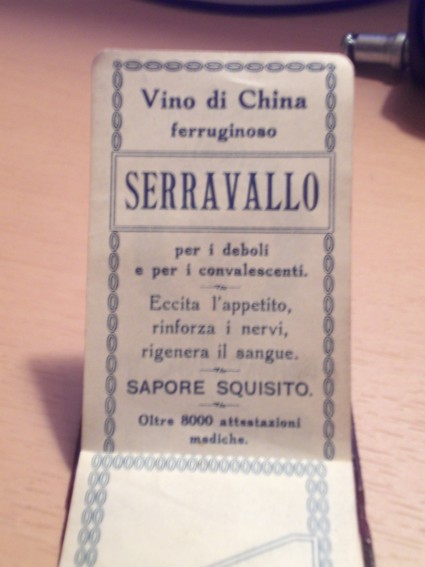 Vino di China
ferruginoso
SERRAVALLO
per i deboli
e per i convalescenti.
Eccita l'appetito,
rinforza i nervi,
rigenera il sangue.
SAPORE SQUISITO.
Oltre 8000 attestazioni
mediche.